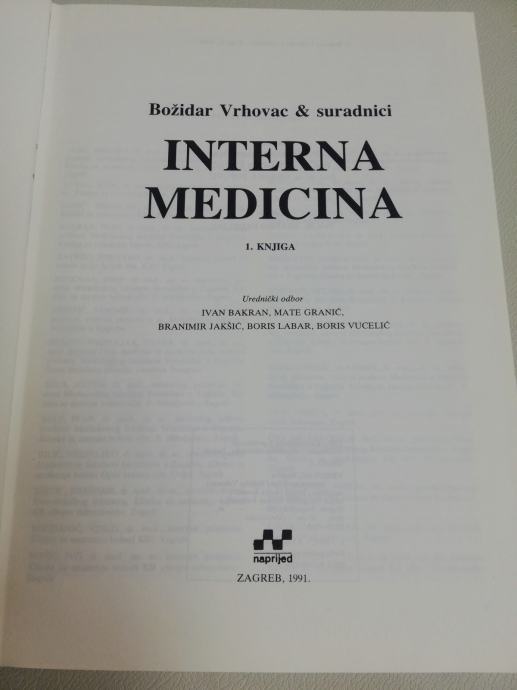 Božidar Vrhovac & suradnici
INTERNA
MEDICINA
1. KNJIGA
Urednički odbor
IVAN BAKRAN, MATE GRANIĆ,
BRANIMIR JAKŠIĆ, BORIS LABAR, BORIS VUCELIĆ
naprijed
ZAGREB, 1991.